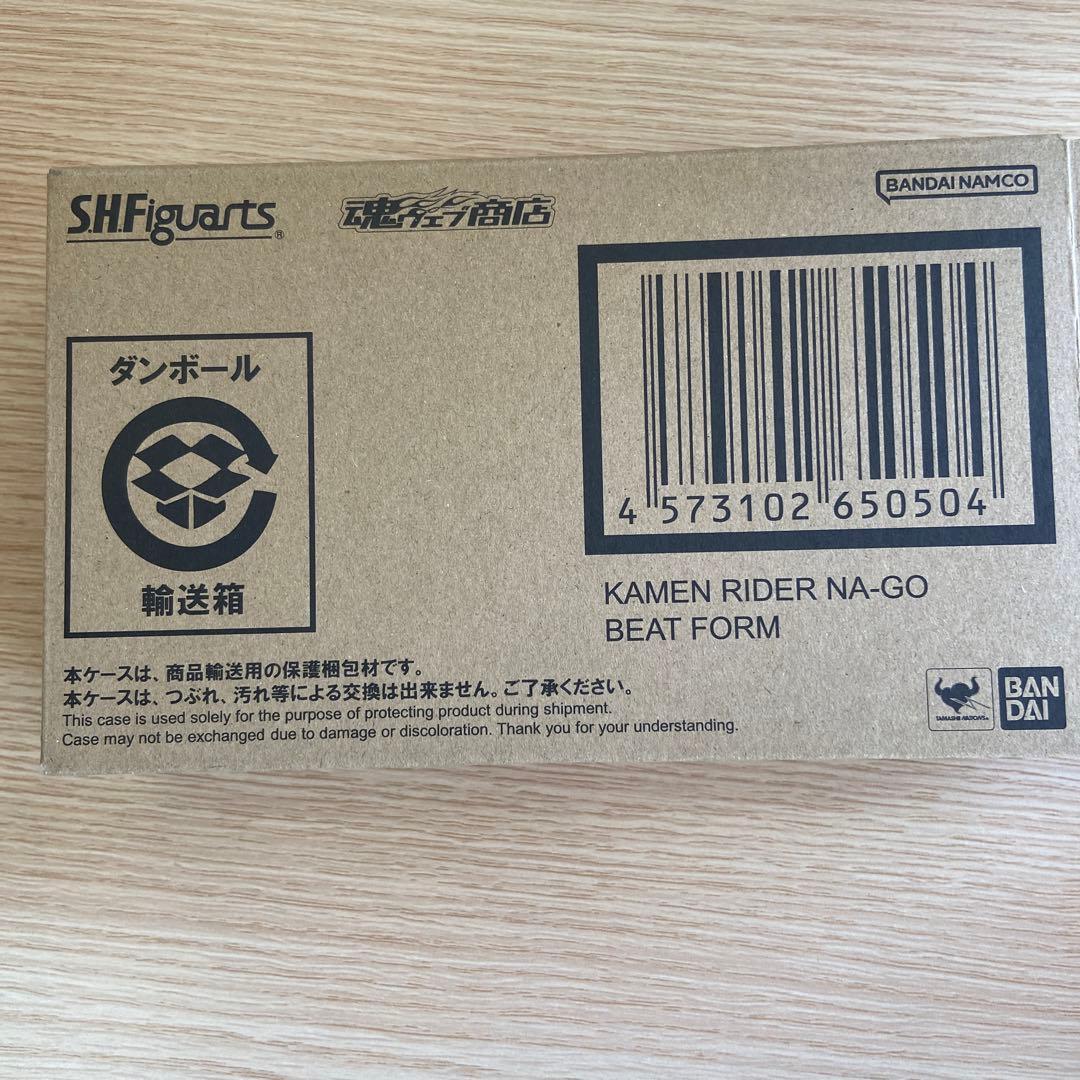 S.H.Figuarts®
魂ウェブ商店
BANDAI NAMCO
ダンボール
輸送箱
4 573102 650504
KAMEN RIDER NA-GO
BEAT FORM
本ケースは、商品輸送用の保護梱包材です。
本ケースは、つぶれ、汚れ等による交換は出来ません。ご了承ください。
This case is used solely for the purpose of protecting product during shipment.
Case may not be exchanged due to damage or discoloration. Thank you for your understanding.
TAMASHII NATIONS®
BAN
DAI